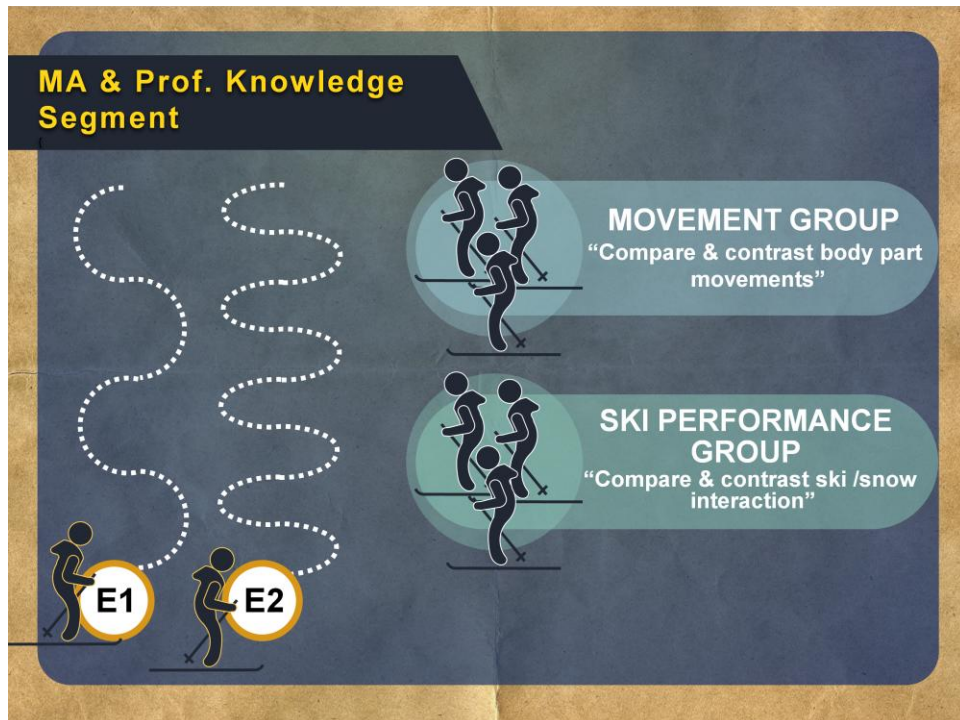 MA & Prof. Knowledge
Segment
MOVEMENT GROUP
“Compare & contrast body part
movements”
SKI PERFORMANCE
GROUP
“Compare & contrast ski /snow
interaction”
E1
E2